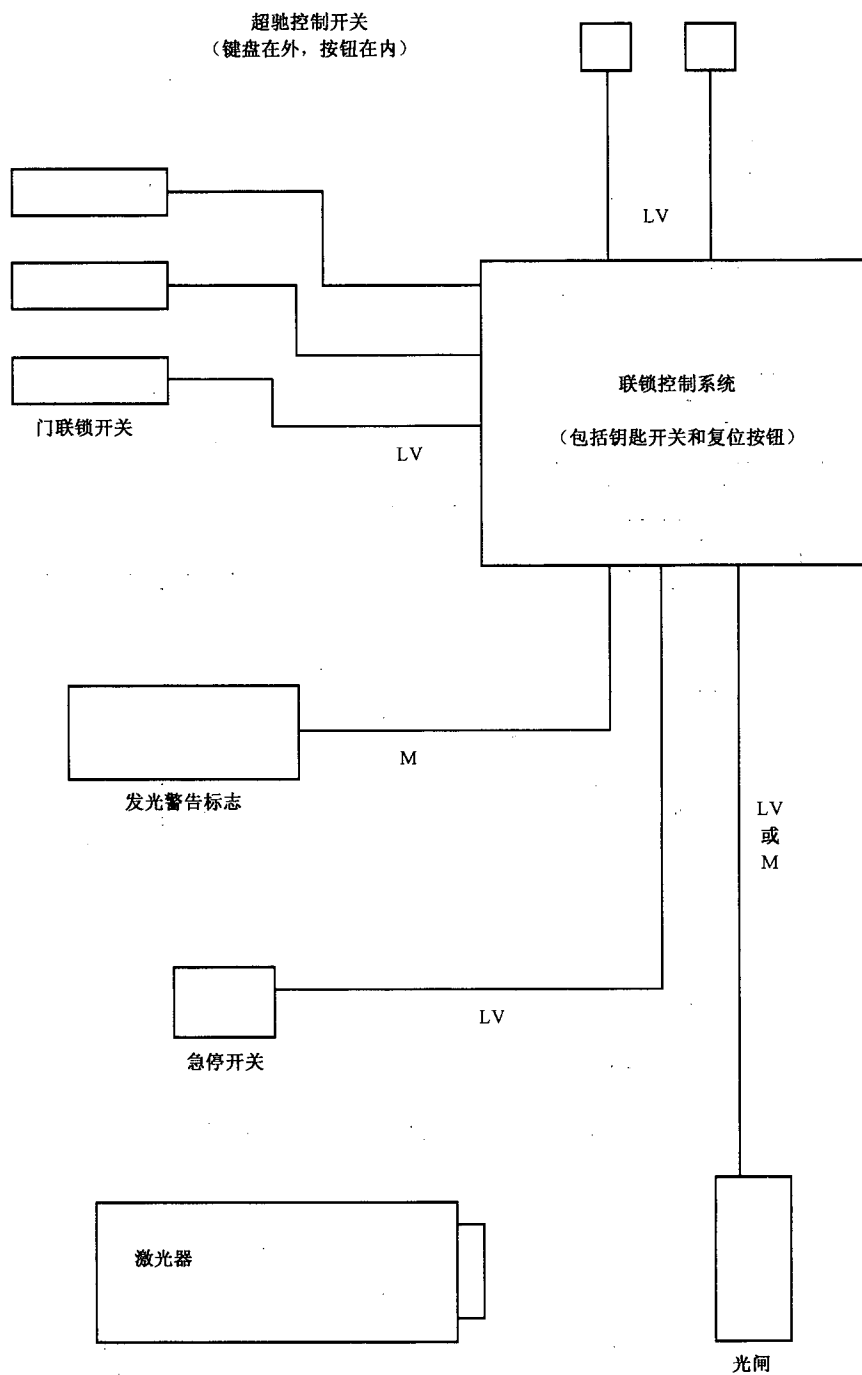 超驰控制开关
（键盘在外，按钮在内）
LV
联锁控制系统
（包括钥匙开关和复位按钮）
门联锁开关
LV
M
发光警告标志
LV
或
M
LV
急停开关
激光器
光闸